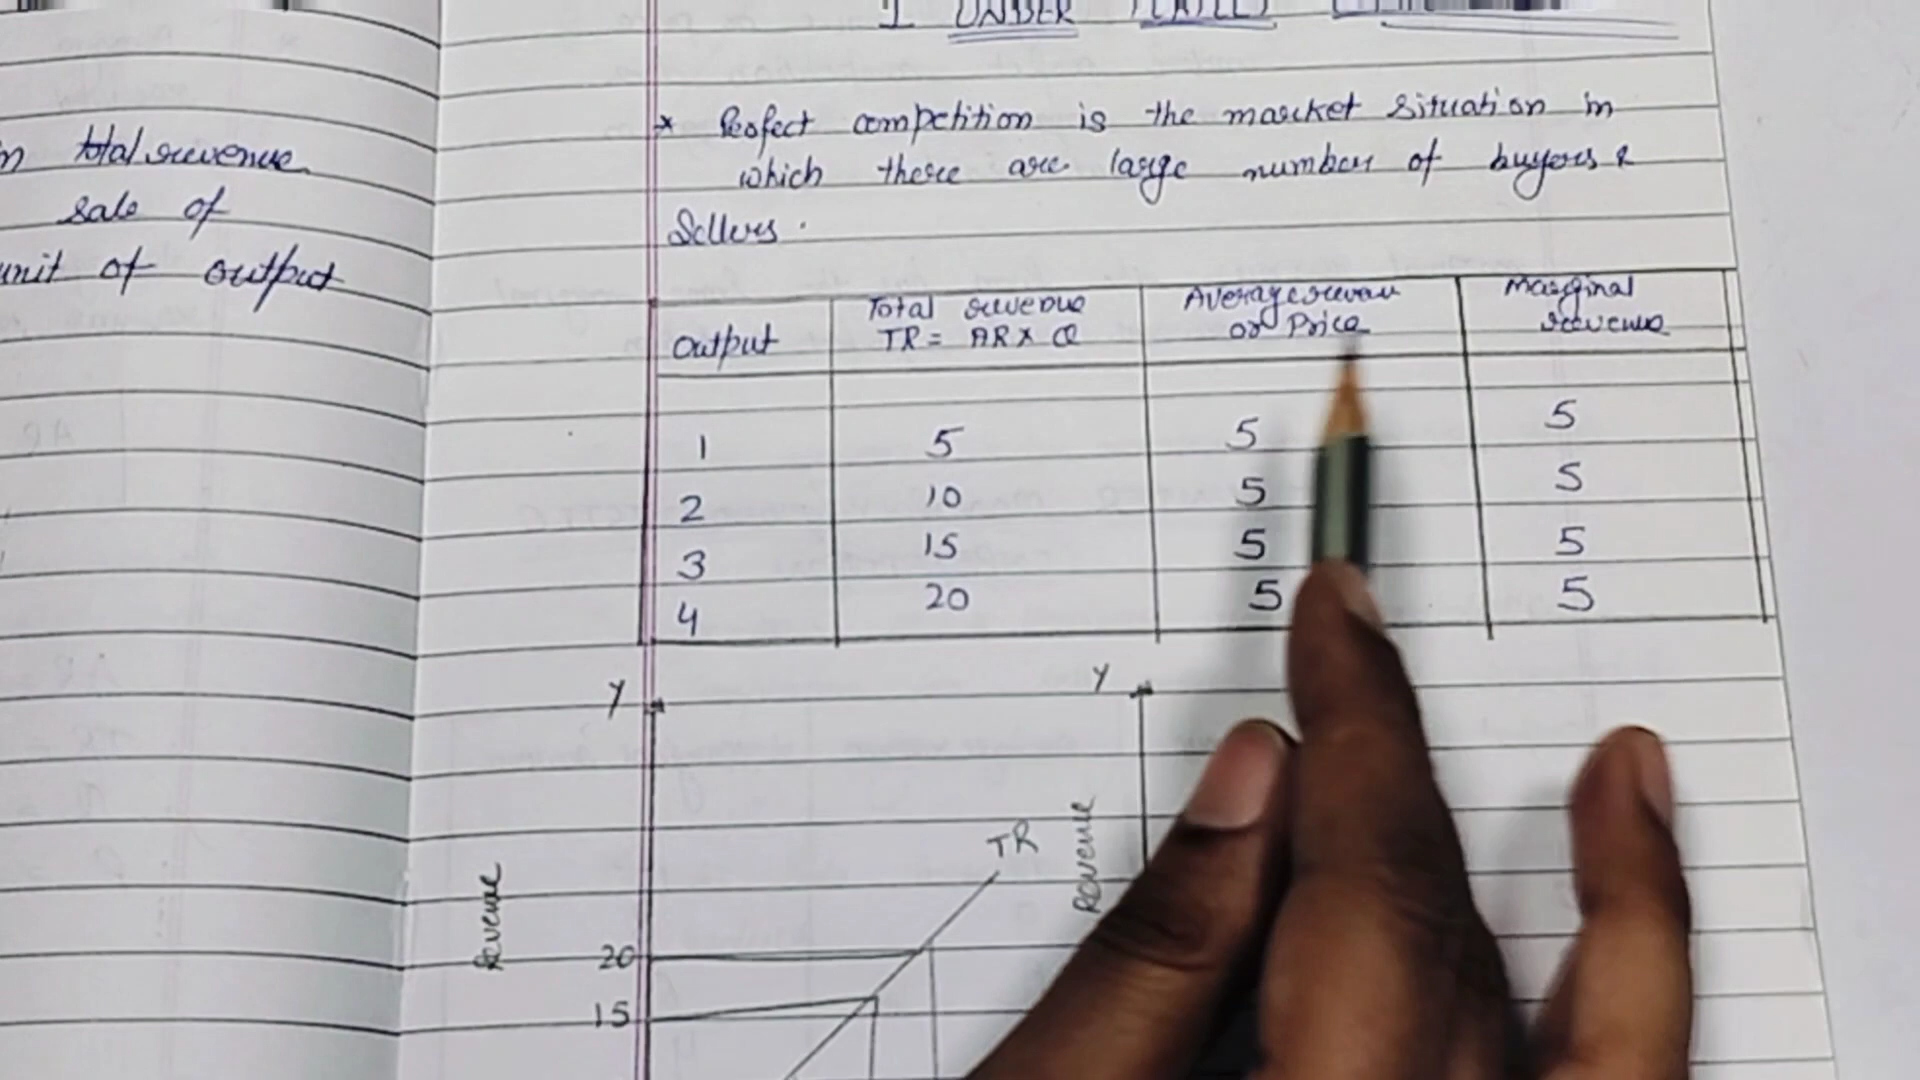 total revenue
sale of
unit of output
UNDER
* Perfect competition is the market situation in
which there are large number of buyers &
Sellers.
Output | Total revenue TR = AR x Q | Average revenue or Price | Marginal revenue
1 5 5 5
2 10 5 5
3 15 5 5
4 20 5 5
Y Y
TR
Revenue
Revenue
20
15